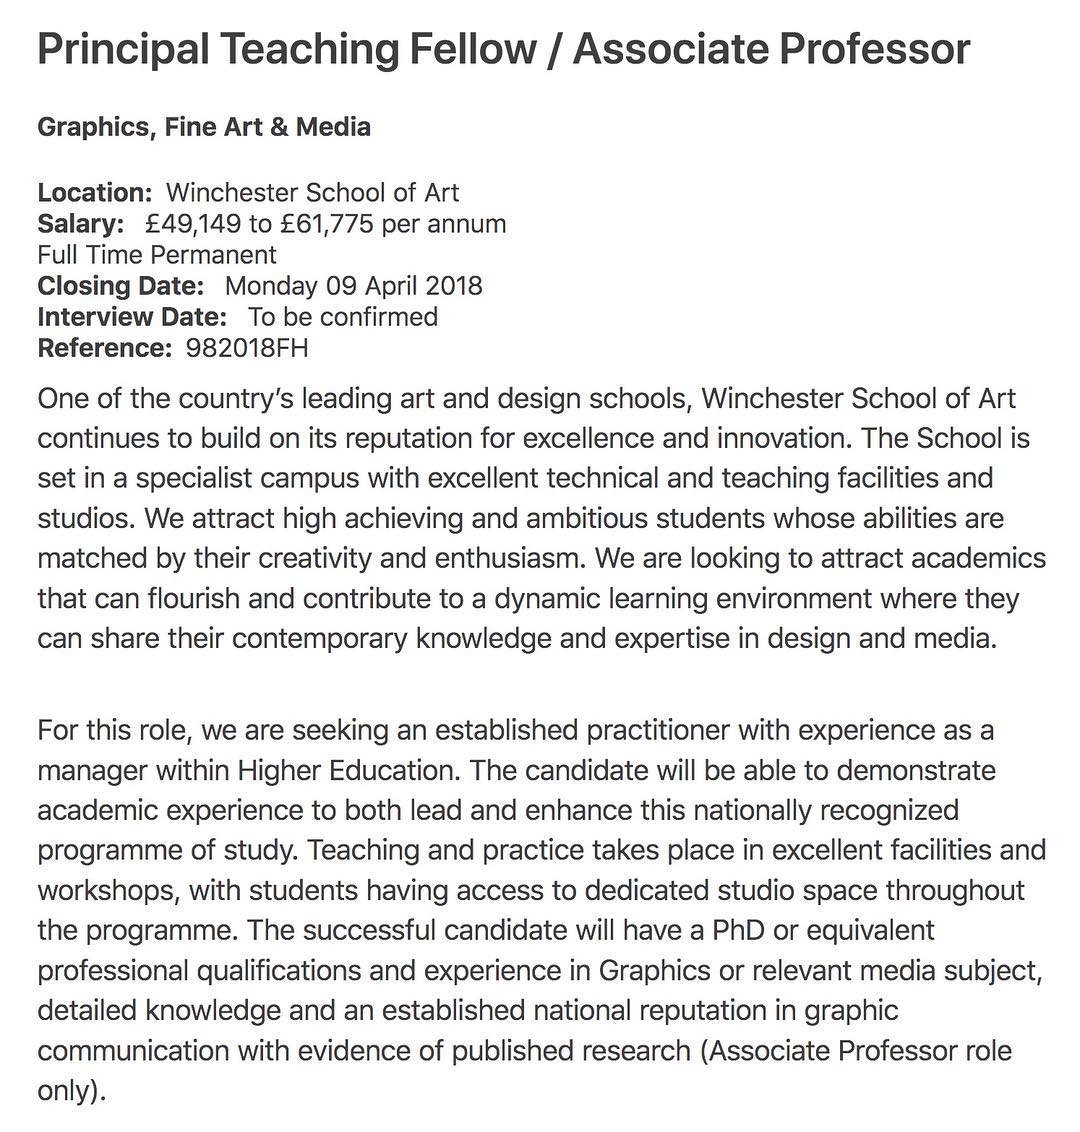 Principal Teaching Fellow / Associate Professor
Graphics, Fine Art & Media
Location: Winchester School of Art
Salary: £49,149 to £61,775 per annum
Full Time Permanent
Closing Date: Monday 09 April 2018
Interview Date: To be confirmed
Reference: 982018FH
One of the country’s leading art and design schools, Winchester School of Art
continues to build on its reputation for excellence and innovation. The School is
set in a specialist campus with excellent technical and teaching facilities and
studios. We attract high achieving and ambitious students whose abilities are
matched by their creativity and enthusiasm. We are looking to attract academics
that can flourish and contribute to a dynamic learning environment where they
can share their contemporary knowledge and expertise in design and media.
For this role, we are seeking an established practitioner with experience as a
manager within Higher Education. The candidate will be able to demonstrate
academic experience to both lead and enhance this nationally recognized
programme of study. Teaching and practice takes place in excellent facilities and
workshops, with students having access to dedicated studio space throughout
the programme. The successful candidate will have a PhD or equivalent
professional qualifications and experience in Graphics or relevant media subject,
detailed knowledge and an established national reputation in graphic
communication with evidence of published research (Associate Professor role
only).